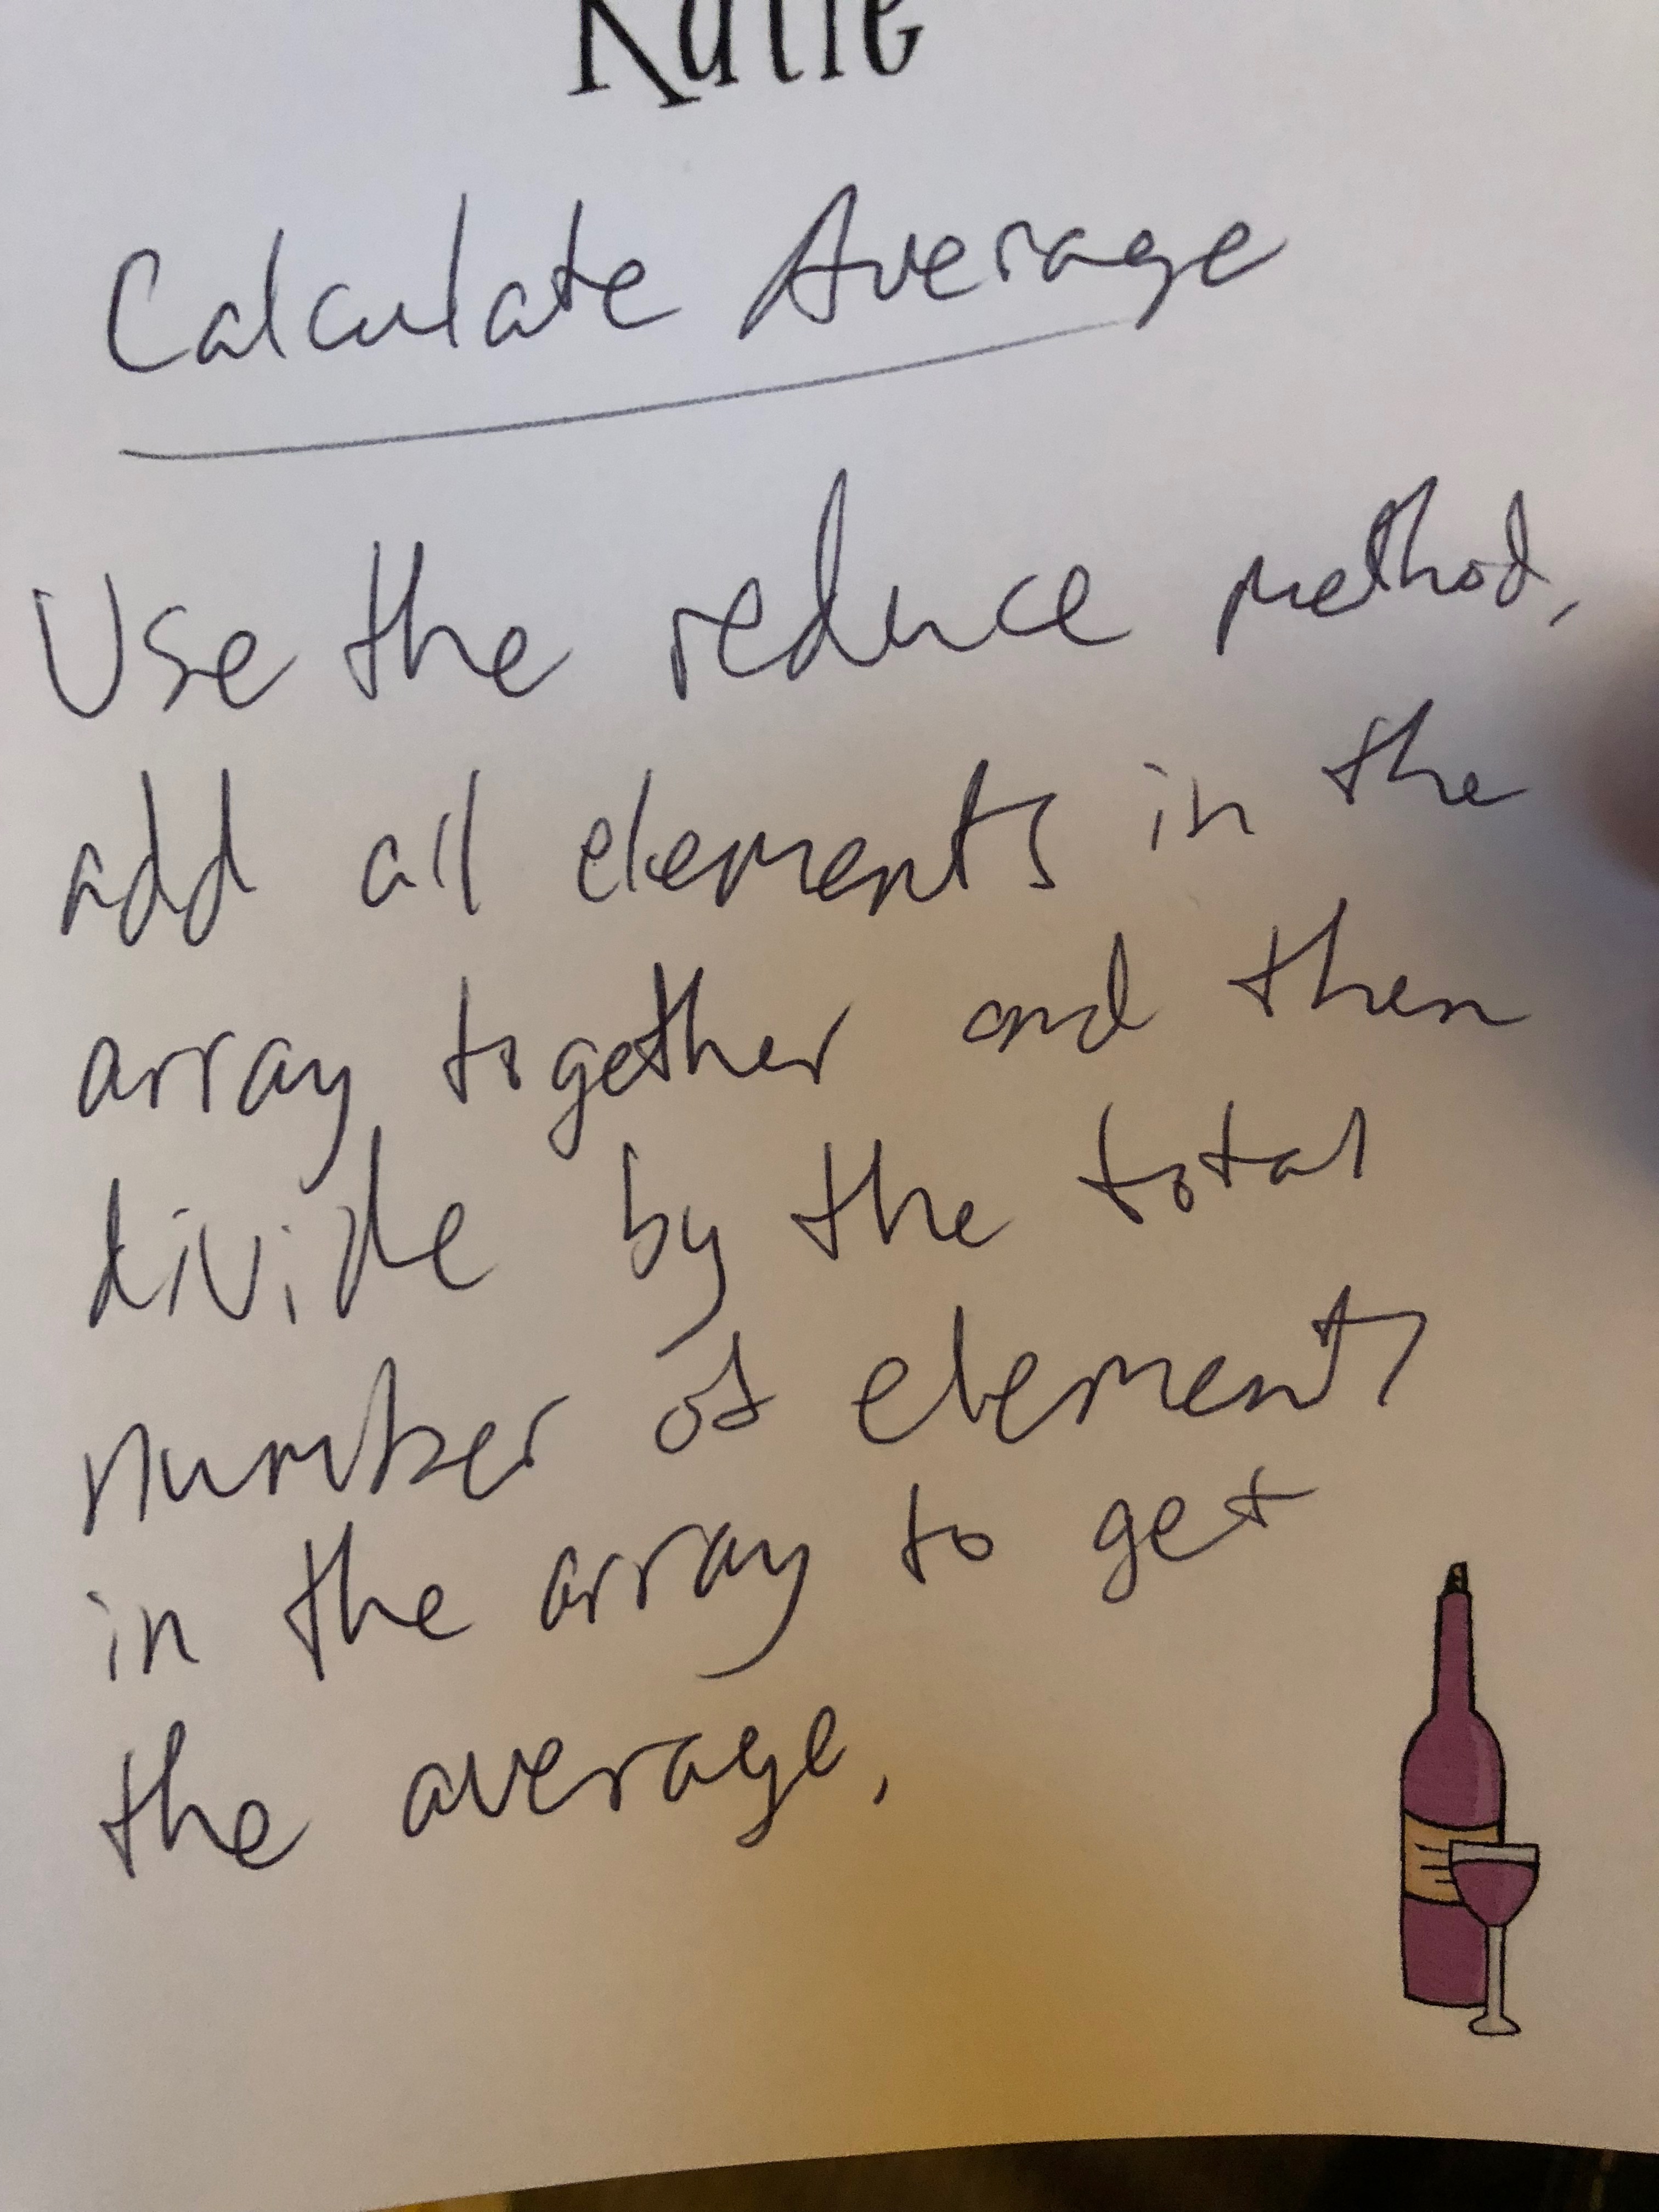 Katie
Calculate Average
Use the reduce method,
add all elements in the
array together and then
divide by the total
number of elements
in the array to get
the average.